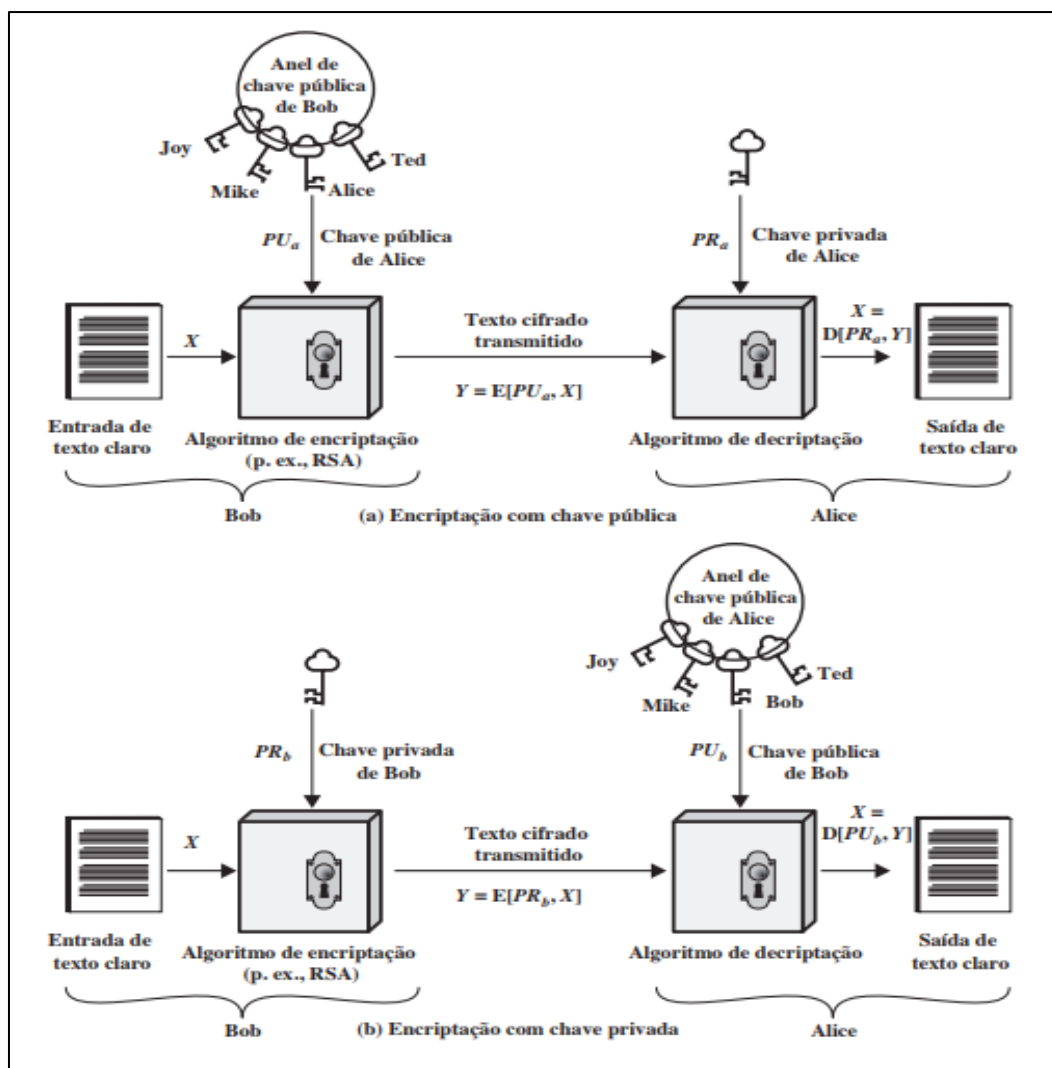 Anel de
chave pública
de Bob
Joy
Mike
Alice
Ted
PUₐ
Chave pública
de Alice
PRₐ
Chave privada
de Alice
X
Texto cifrado
transmitido
Y = E[PUₐ, X]
X =
D[PRₐ, Y]
Entrada de
texto claro
Algoritmo de encriptação
(p. ex., RSA)
Algoritmo de decriptação
Saída de
texto claro
Bob
(a) Encriptação com chave pública
Alice
Anel de
chave pública
de Alice
Joy
Mike
Bob
Ted
PR_b
Chave privada
de Bob
PU_b
Chave pública
de Bob
X
Texto cifrado
transmitido
Y = E[PR_b, X]
X =
D[PU_b, Y]
Entrada de
texto claro
Algoritmo de encriptação
(p. ex., RSA)
Algoritmo de decriptação
Saída de
texto claro
Bob
(b) Encriptação com chave privada
Alice